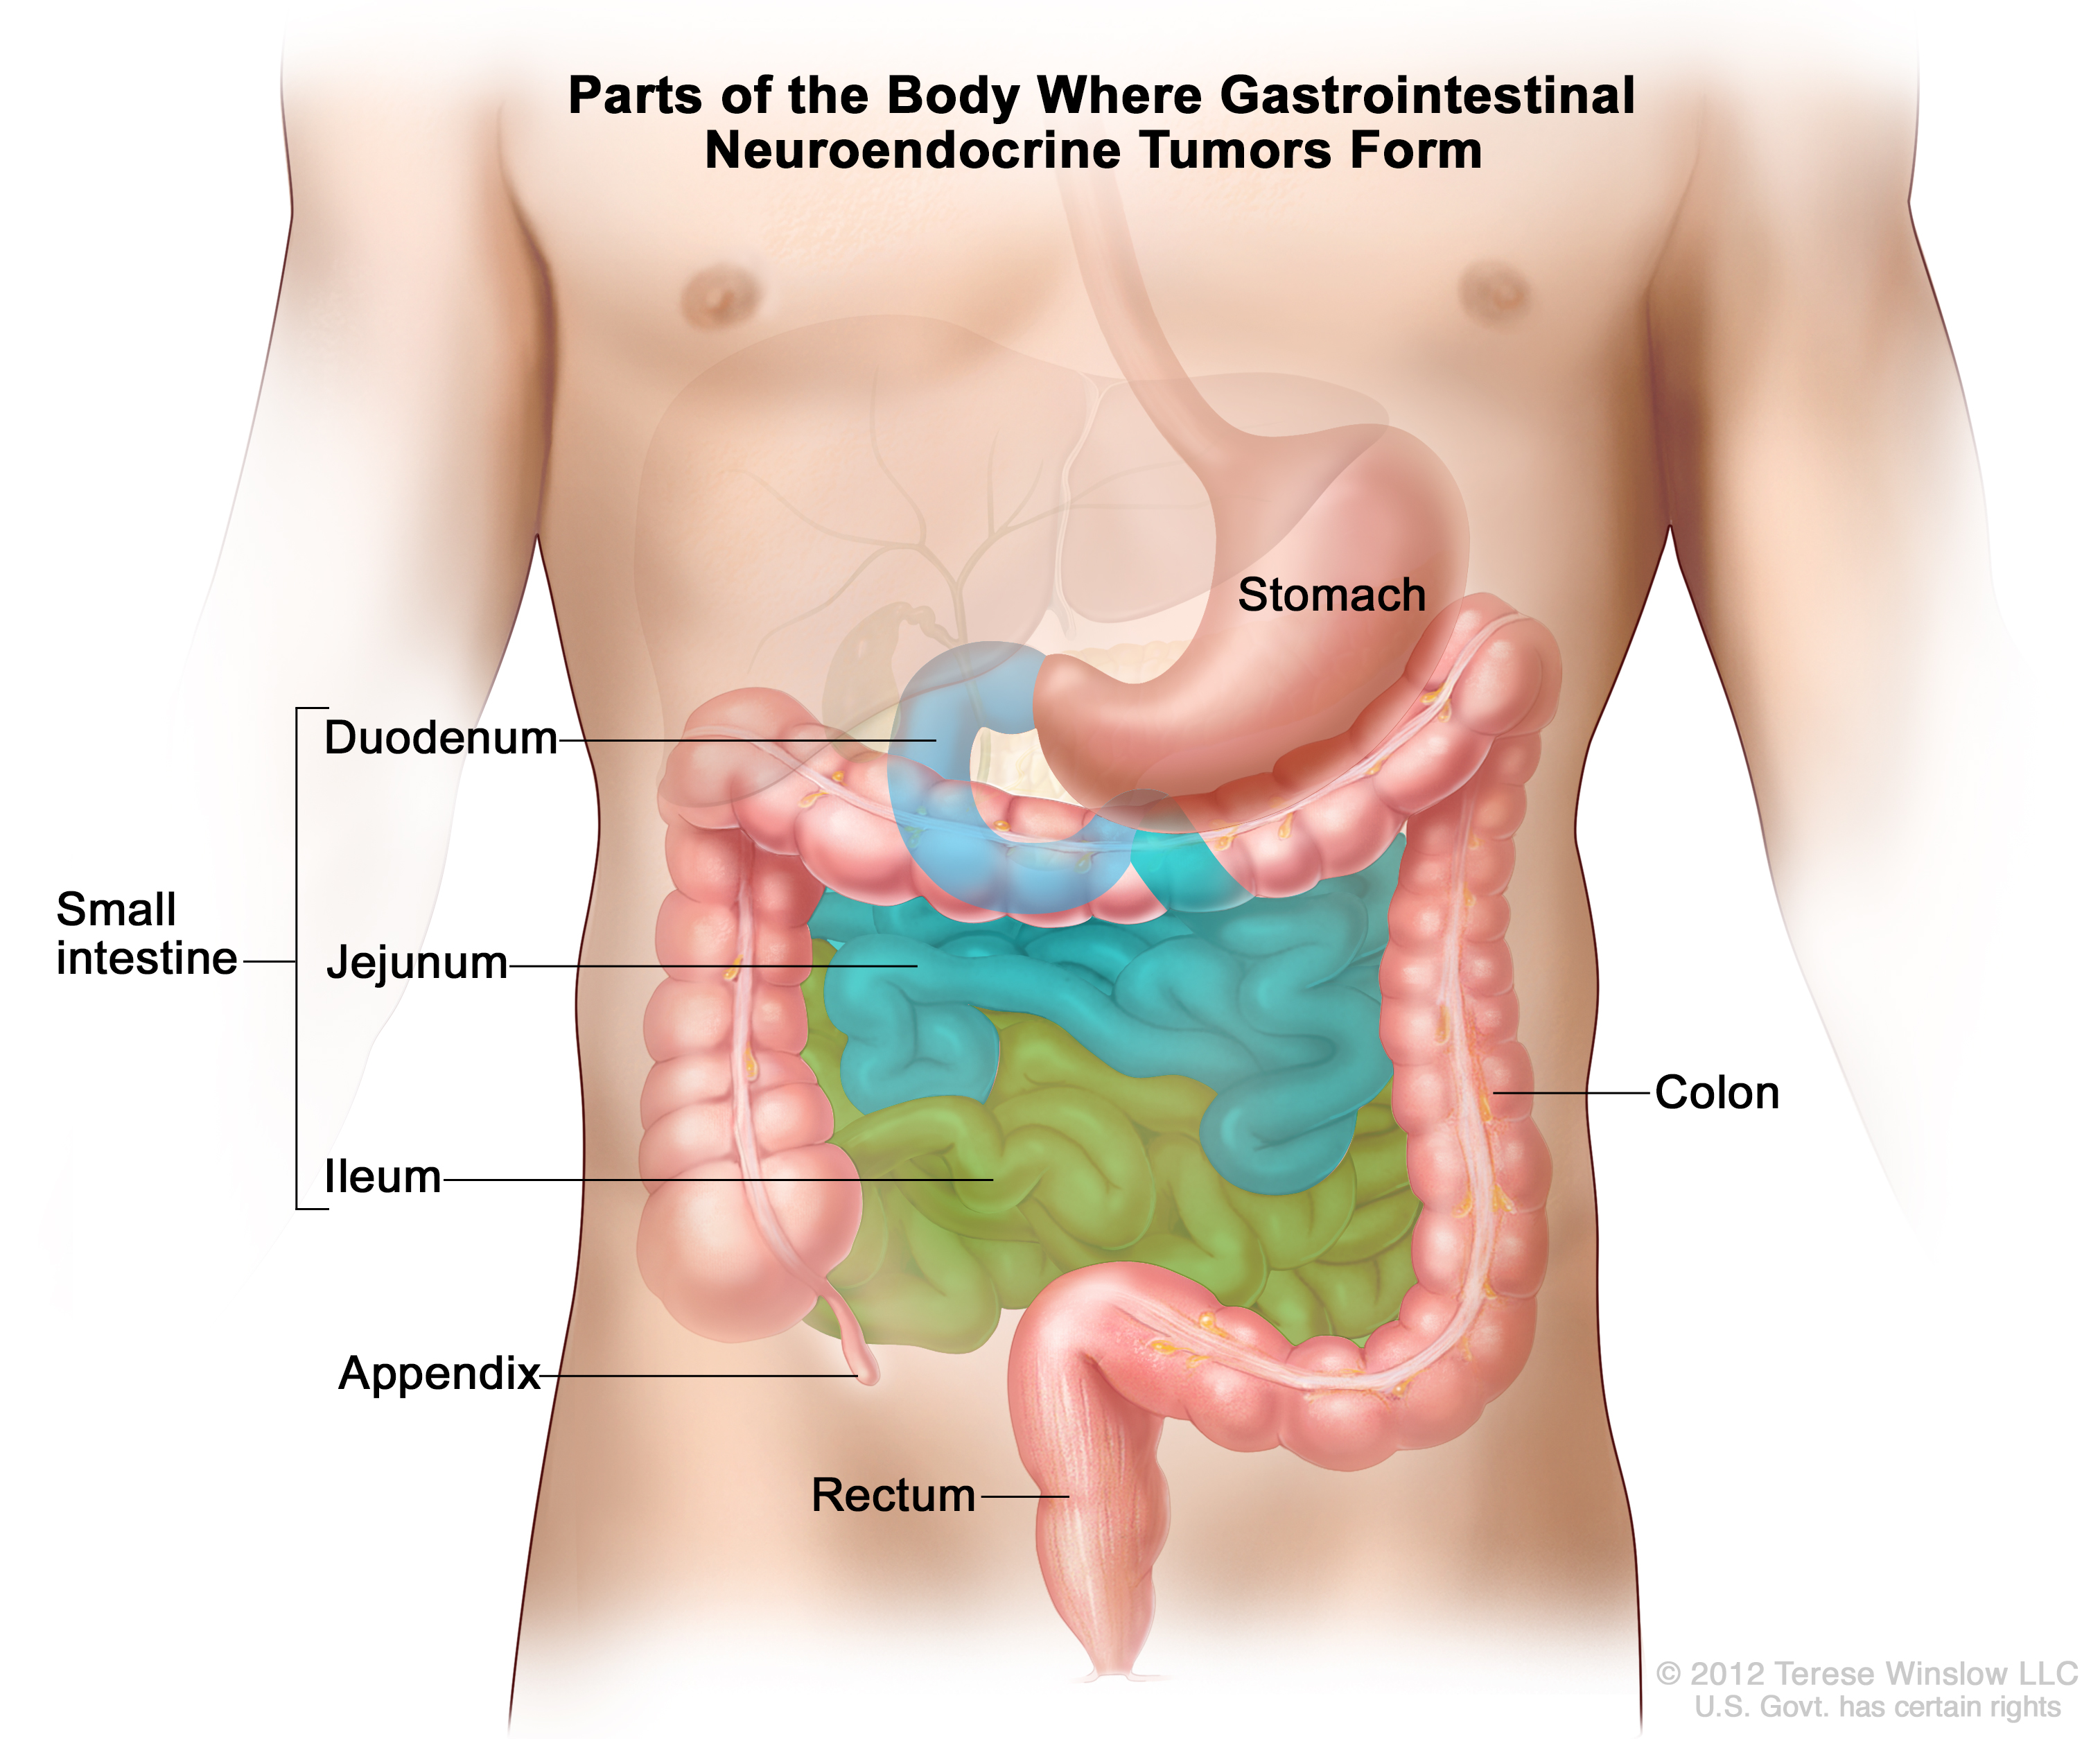 Parts of the Body Where Gastrointestinal
Neuroendocrine Tumors Form
Stomach
Duodenum
Small
intestine
Jejunum
Colon
Ileum
Appendix
Rectum
© 2012 Terese Winslow LLC
U.S. Govt. has certain rights